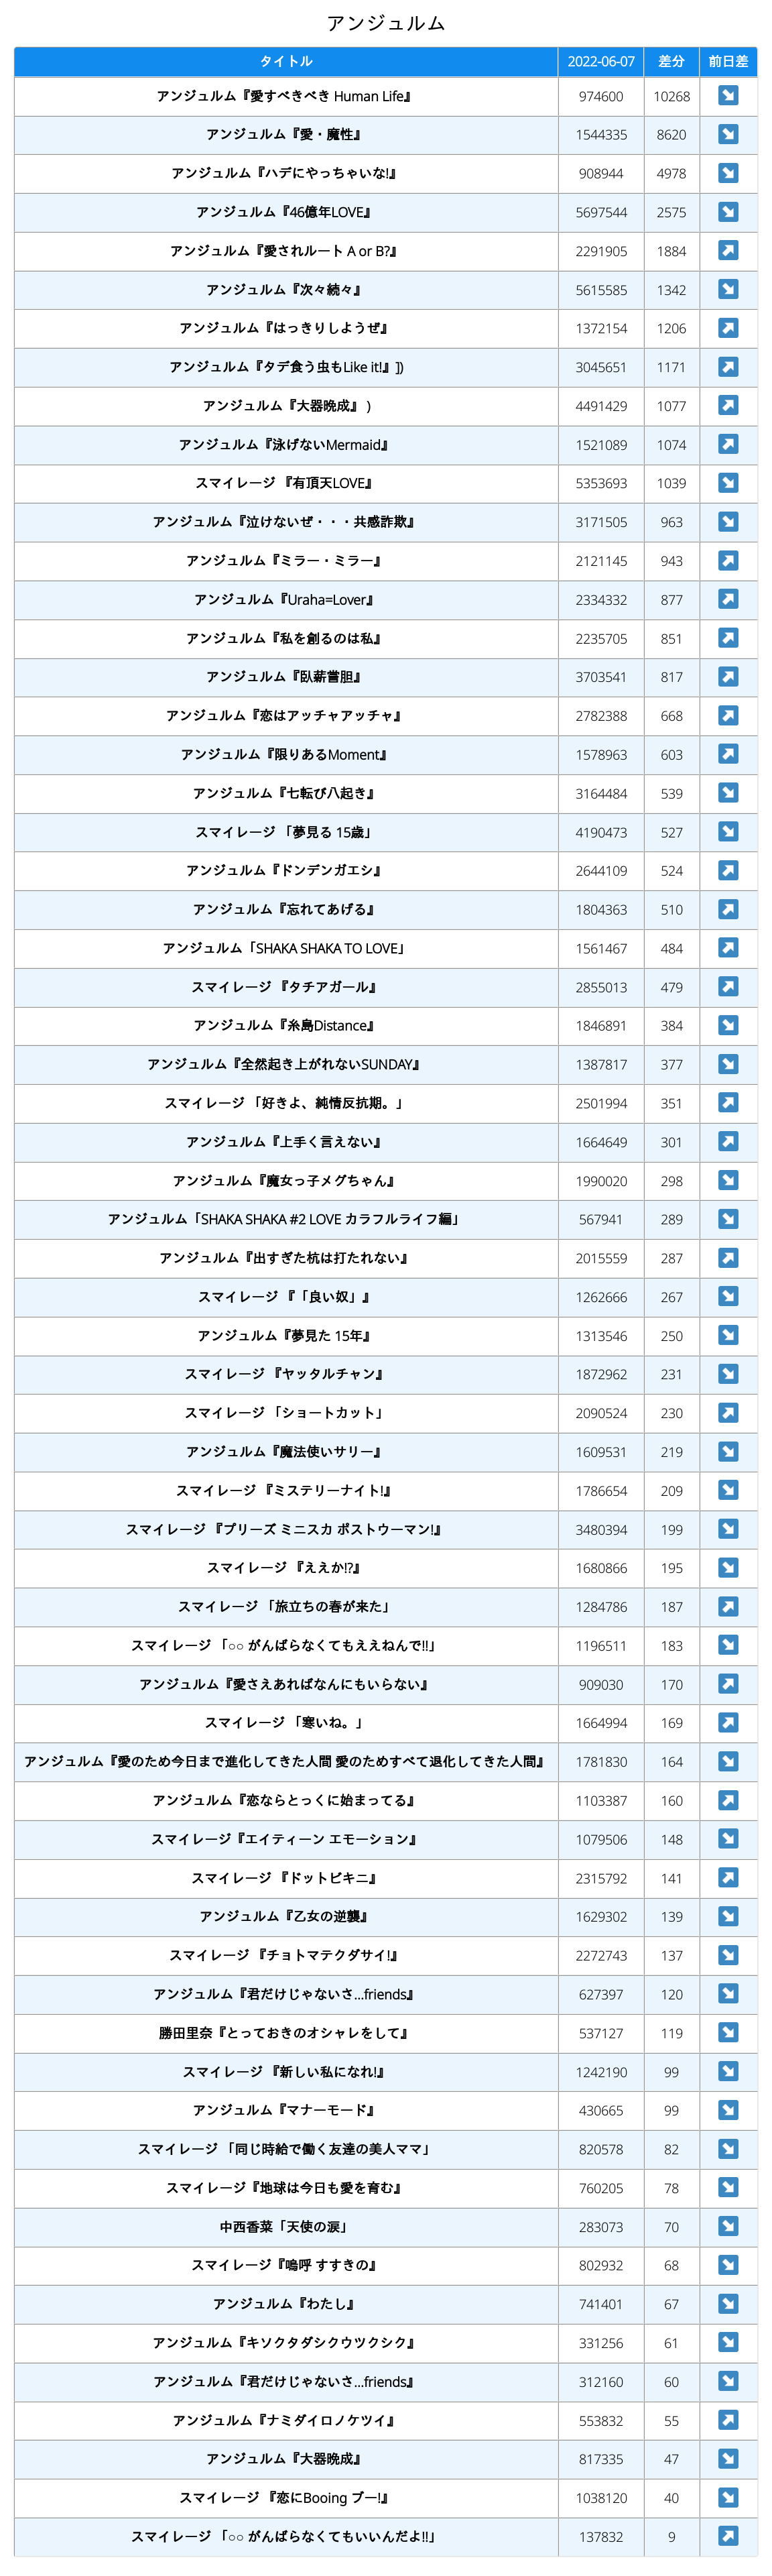 アンジュルム
タイトル 2022-06-07 差分 前日差
アンジュルム『愛すべきべき Human Life』 974600 10268 ↘
アンジュルム『愛・魔性』 1544335 8620 ↘
アンジュルム『ハデにやっちゃいな!』 908944 4978 ↘
アンジュルム『46億年LOVE』 5697544 2575 ↘
アンジュルム『愛されルート A or B?』 2291905 1884 ↗
アンジュルム『次々続々』 5615585 1342 ↘
アンジュルム『はっきりしようぜ』 1372154 1206 ↗
アンジュルム『タデ食う虫もLike it!』]) 3045651 1171 ↗
アンジュルム『大器晩成』 ) 4491429 1077 ↗
アンジュルム『泳げないMermaid』 1521089 1074 ↗
スマイレージ 『有頂天LOVE』 5353693 1039 ↘
アンジュルム『泣けないぜ・・・共感詐欺』 3171505 963 ↘
アンジュルム『ミラー・ミラー』 2121145 943 ↗
アンジュルム『Uraha=Lover』 2334332 877 ↗
アンジュルム『私を創るのは私』 2235705 851 ↗
アンジュルム『臥薪嘗胆』 3703541 817 ↗
アンジュルム『恋はアッチャアッチャ』 2782388 668 ↗
アンジュルム『限りあるMoment』 1578963 603 ↗
アンジュルム『七転び八起き』 3164484 539 ↘
スマイレージ 「夢見る 15歳」 4190473 527 ↘
アンジュルム『ドンデンガエシ』 2644109 524 ↗
アンジュルム『忘れてあげる』 1804363 510 ↗
アンジュルム「SHAKA SHAKA TO LOVE」 1561467 484 ↗
スマイレージ 『タチアガール』 2855013 479 ↗
アンジュルム『糸島Distance』 1846891 384 ↘
アンジュルム『全然起き上がれないSUNDAY』 1387817 377 ↘
スマイレージ 「好きよ、純情反抗期。」 2501994 351 ↗
アンジュルム『上手く言えない』 1664649 301 ↗
アンジュルム『魔女っ子メグちゃん』 1990020 298 ↘
アンジュルム「SHAKA SHAKA #2 LOVE カラフルライフ編」 567941 289 ↘
アンジュルム『出すぎた杭は打たれない』 2015559 287 ↗
スマイレージ 『「良い奴」』 1262666 267 ↘
アンジュルム『夢見た 15年』 1313546 250 ↘
スマイレージ 『ヤッタルチャン』 1872962 231 ↘
スマイレージ 「ショートカット」 2090524 230 ↗
アンジュルム『魔法使いサリー』 1609531 219 ↘
スマイレージ 『ミステリーナイト!』 1786654 209 ↘
スマイレージ 『プリーズ ミニスカ ポストウーマン!』 3480394 199 ↘
スマイレージ 『ええか!?』 1680866 195 ↘
スマイレージ 「旅立ちの春が来た」 1284786 187 ↗
スマイレージ 「○○ がんばらなくてもええねんで!!」 1196511 183 ↘
アンジュルム『愛さえあればなんにもいらない』 909030 170 ↗
スマイレージ 「寒いね。」 1664994 169 ↗
アンジュルム『愛のため今日まで進化してきた人間 愛のためすべて退化してきた人間』 1781830 164 ↘
アンジュルム『恋ならとっくに始まってる』 1103387 160 ↗
スマイレージ『エイティーン エモーション』 1079506 148 ↘
スマイレージ 『ドットビキニ』 2315792 141 ↗
アンジュルム『乙女の逆襲』 1629302 139 ↘
スマイレージ 『チョトマテクダサイ!』 2272743 137 ↘
アンジュルム『君だけじゃないさ...friends』 627397 120 ↘
勝田里奈『とっておきのオシャレをして』 537127 119 ↘
スマイレージ 『新しい私になれ!』 1242190 99 ↘
アンジュルム『マナーモード』 430665 99 ↘
スマイレージ 「同じ時給で働く友達の美人ママ」 820578 82 ↘
スマイレージ『地球は今日も愛を育む』 760205 78 ↘
中西香菜「天使の涙」 283073 70 ↘
スマイレージ『嗚呼 すすきの』 802932 68 ↘
アンジュルム『わたし』 741401 67 ↘
アンジュルム『キソクタダシクウツクシク』 331256 61 ↘
アンジュルム『君だけじゃないさ...friends』 312160 60 ↘
アンジュルム『ナミダイロノケツイ』 553832 55 ↗
アンジュルム『大器晩成』 817335 47 ↘
スマイレージ 『恋にBooing ブー!』 1038120 40 ↘
スマイレージ 「○○ がんばらなくてもいいんだよ!!」 137832 9 ↗